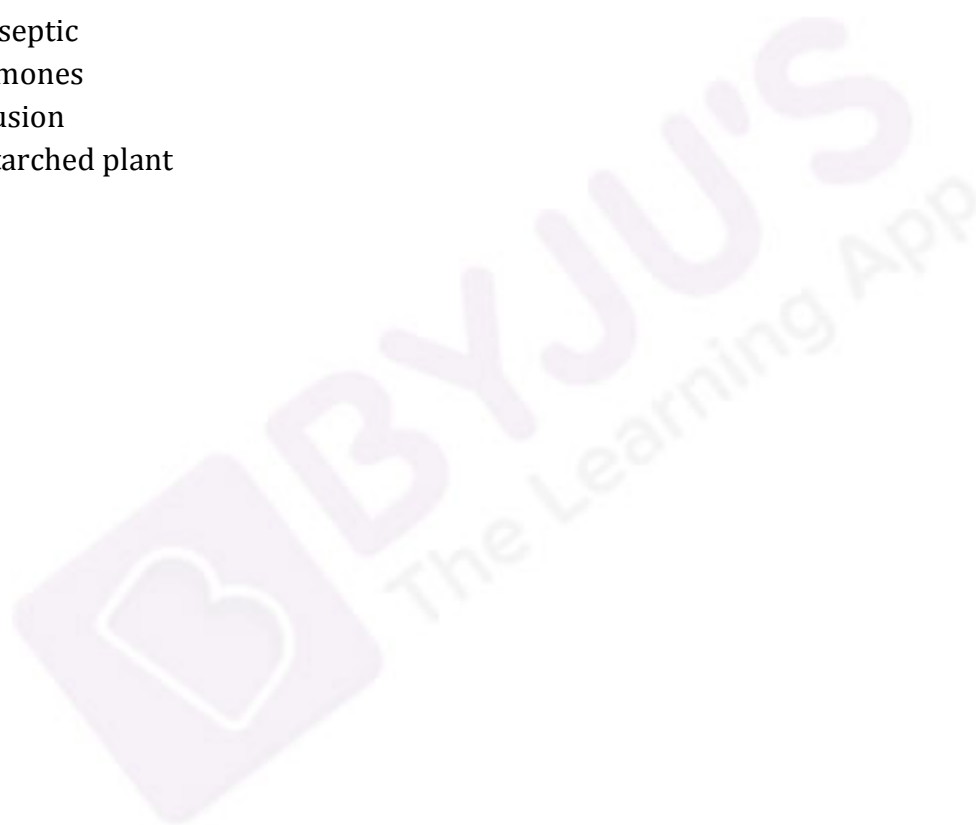 septic
mones
usion
tarched plant
BYJU'S
The Learning App